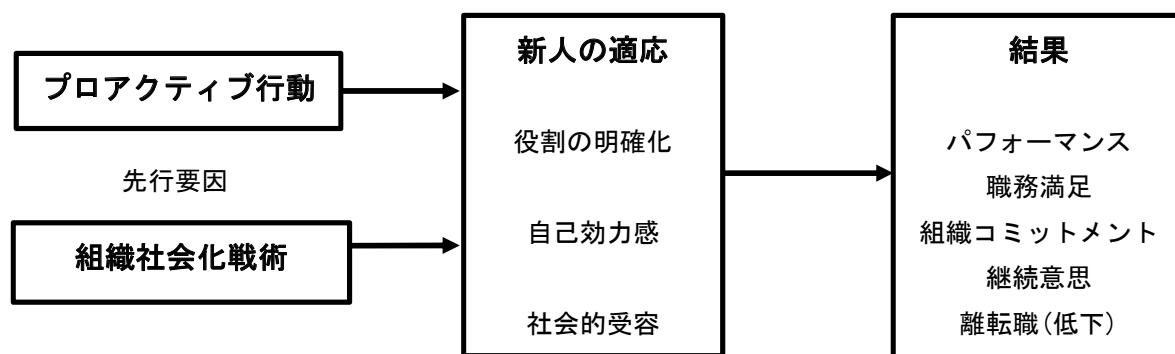 プロアクティブ行動
先行要因
組織社会化戦術
新人の適応
役割の明確化
自己効力感
社会的受容
結果
パフォーマンス
職務満足
組織コミットメント
継続意思
離転職(低下)